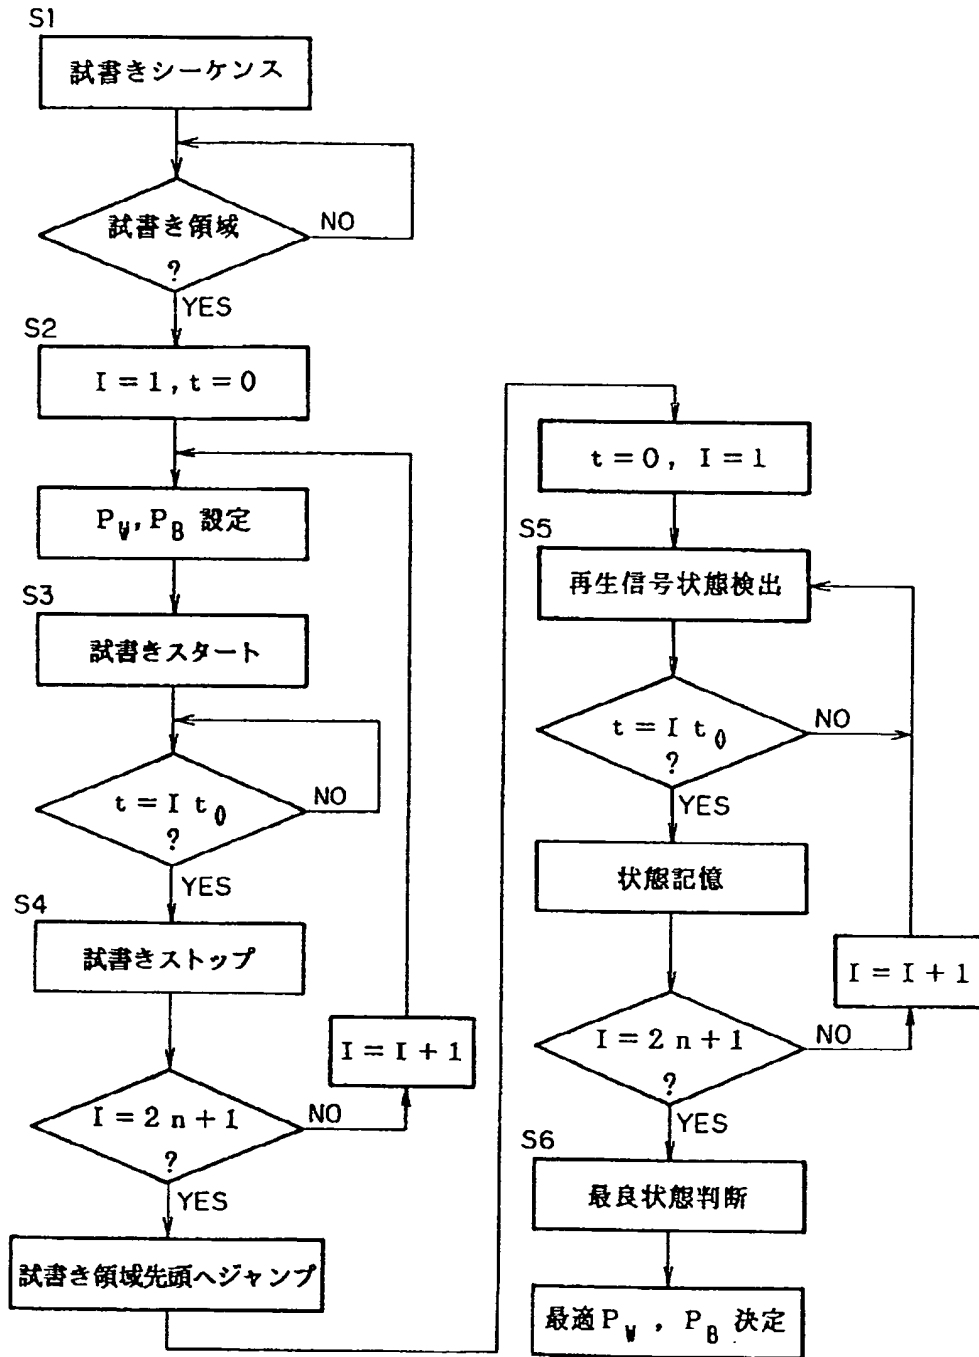 S1
試書きシーケンス
試書き領域
?
NO
YES
S2
I = 1 , t = 0
P_W , P_B 設定
S3
試書きスタート
t = I t_0
?
NO
YES
S4
試書きストップ
I = I + 1
I = 2 n + 1
?
NO
YES
試書き領域先頭へジャンプ
t = 0 , I = 1
S5
再生信号状態検出
t = I t_0
?
NO
YES
状態記憶
I = I + 1
I = 2 n + 1
?
NO
YES
S6
最良状態判断
最適 P_W , P_B 決定